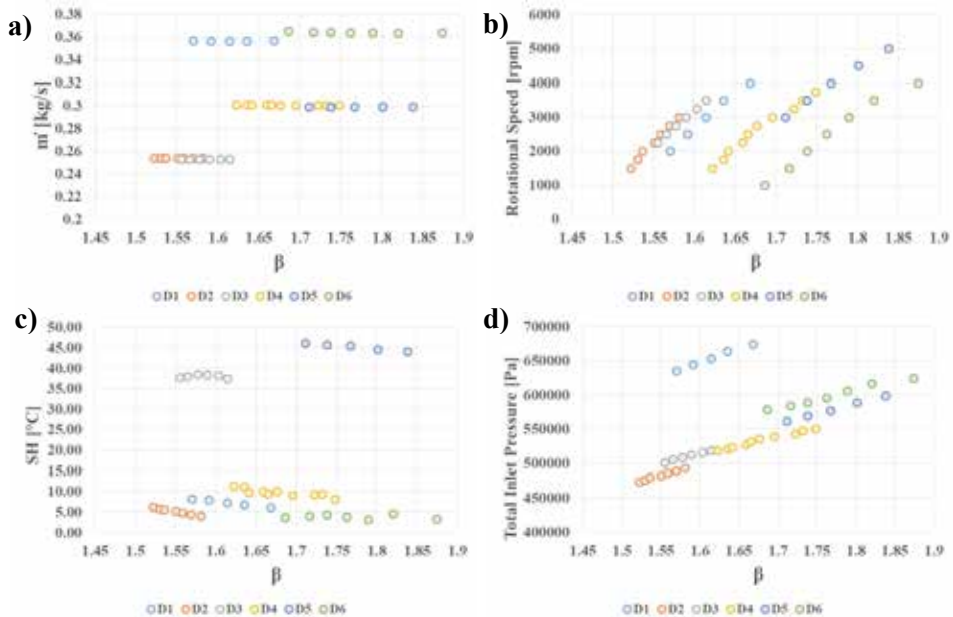 a)
0.38
0.36
0.34
0.32
0.3
0.28
0.26
0.24
0.22
0.2
m' [kg/s]
1.45 1.5 1.55 1.6 1.65 1.7 1.75 1.8 1.85 1.9
β
D1 D2 D3 D4 D5 D6
b)
6000
5000
4000
3000
2000
1000
0
Rotational Speed [rpm]
1.45 1.5 1.55 1.6 1.65 1.7 1.75 1.8 1.85 1.9
β
D1 D2 D3 D4 D5 D6
c)
50.00
45.00
40.00
35.00
30.00
25.00
20.00
15.00
10.00
5.00
0.00
SH [°C]
1.45 1.5 1.55 1.6 1.65 1.7 1.75 1.8 1.85 1.9
β
D1 D2 D3 D4 D5 D6
d)
700000
650000
600000
550000
500000
450000
400000
Total Inlet Pressure [Pa]
1.45 1.5 1.55 1.6 1.65 1.7 1.75 1.8 1.85 1.9
β
D1 D2 D3 D4 D5 D6